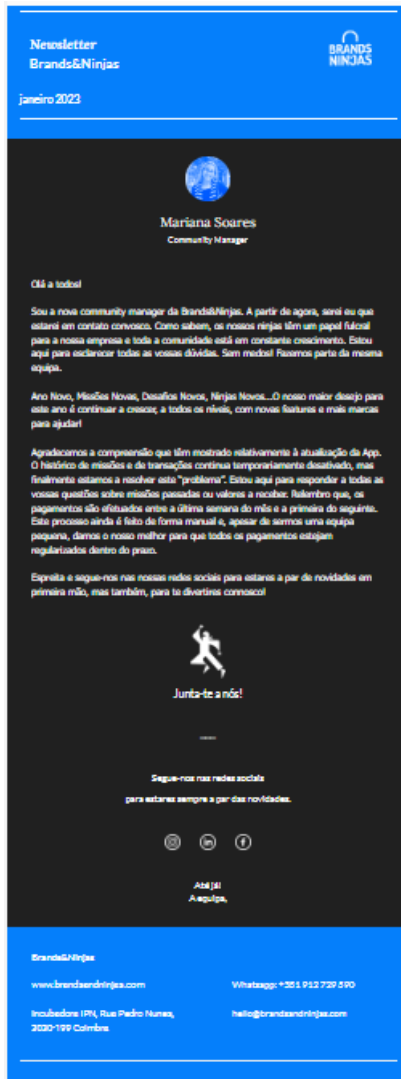 Newsletter
Brands&Ninjas
BRANDS
NINJAS
janeiro 2023
Mariana Soares
Community Manager
Olá a todos!
Sou a nova community manager da Brands&Ninjas. A partir de agora, serei eu que
estarei em contato convosco. Como sabem, os nossos ninjas têm um papel fulcral
para a nossa empresa e toda a comunidade está em constante crescimento. Estou
aqui para esclarecer todas as vossas dúvidas. Sem medos! Fazemos parte da mesma
equipa.
Ano Novo, Missões Novas, Desafios Novos, Ninjas Novos...O nosso maior desejo para
este ano é continuar a crescer, a todos os níveis, com novas features e mais marcas
para ajudar!
Agradecemos a compreensão que têm mostrado relativamente à atualização da App.
O histórico de missões e de transações continua temporariamente desativado, mas
finalmente estamos a resolver este "problema". Estou aqui para responder a todas as
vossas questões sobre missões passadas ou valores a receber. Relembro que, os
pagamentos são efetuados entre a última semana do mês e a primeira do seguinte.
Este processo ainda é feito de forma manual e, apesar de sermos uma equipa
pequena, damos o nosso melhor para que todos os pagamentos estejam
regularizados dentro do prazo.
Espreita e segue-nos nas nossas redes sociais para estares a par de novidades em
primeira mão, mas também, para te divertires connosco!
Junta-te a nós!
Segue-nos nas redes sociais
para estares sempre a par das novidades.
Até já!
A equipa,
Brands&Ninjas
www.brandsandninjas.com
Whatsapp: +351 912 729 590
Incubadora IPN, Rua Pedro Nunes,
3030-199 Coimbra
hello@brandsandninjas.com